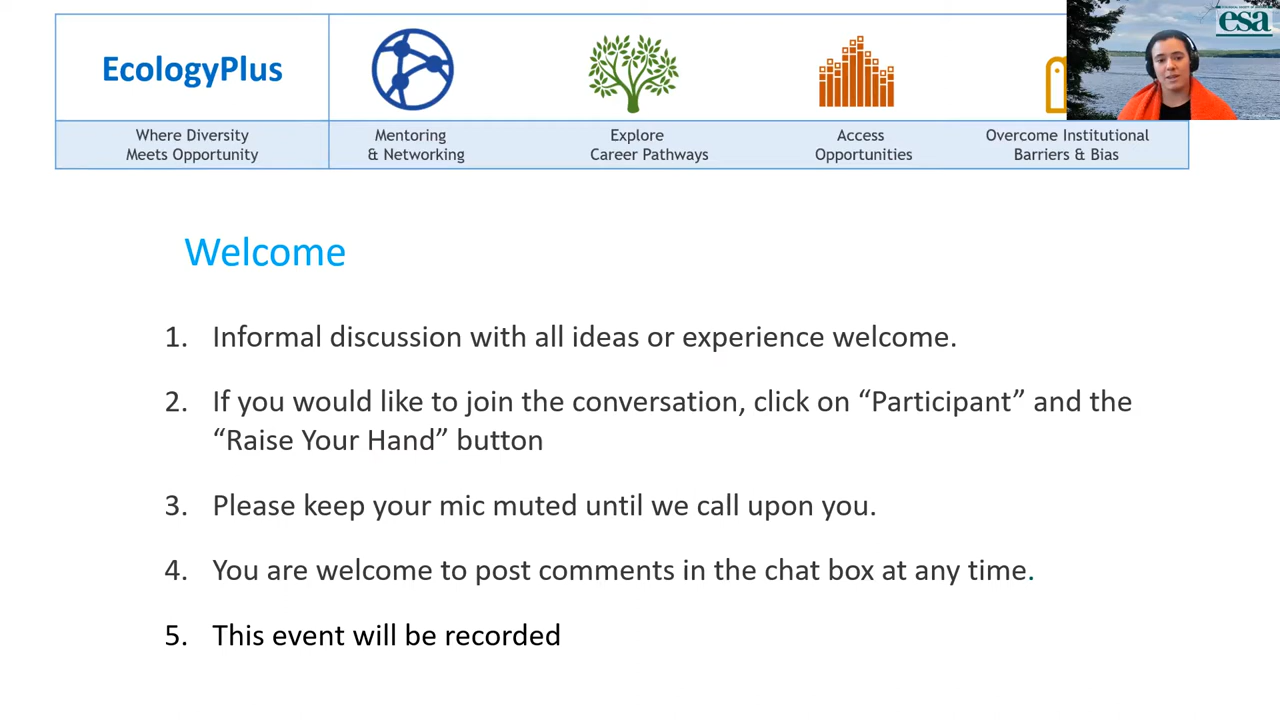 EcologyPlus
esa
Where Diversity
Meets Opportunity
Mentoring
& Networking
Explore
Career Pathways
Access
Opportunities
Overcome Institutional
Barriers & Bias
Welcome
1. Informal discussion with all ideas or experience welcome.
2. If you would like to join the conversation, click on “Participant” and the
“Raise Your Hand” button
3. Please keep your mic muted until we call upon you.
4. You are welcome to post comments in the chat box at any time.
5. This event will be recorded